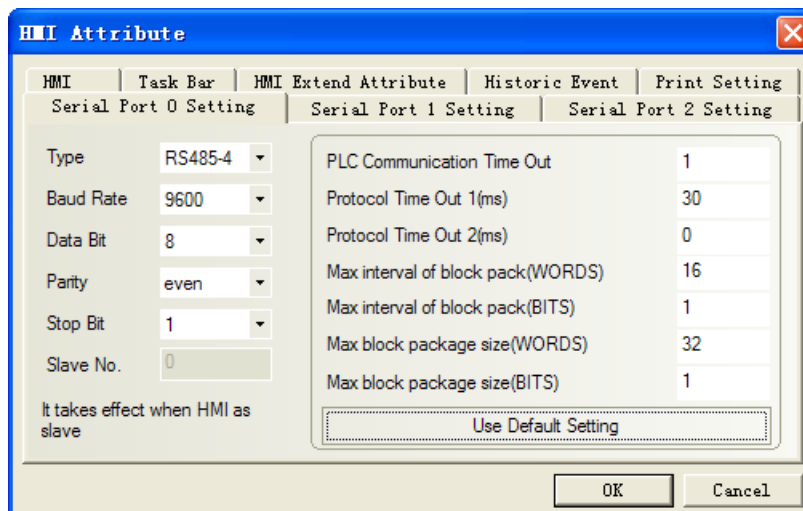 HMI Attribute
HMI Task Bar HMI Extend Attribute Historic Event Print Setting
Serial Port 0 Setting Serial Port 1 Setting Serial Port 2 Setting
Type RS485-4
Baud Rate 9600
Data Bit 8
Parity even
Stop Bit 1
Slave No. 0
It takes effect when HMI as
slave
PLC Communication Time Out 1
Protocol Time Out 1(ms) 30
Protocol Time Out 2(ms) 0
Max interval of block pack(WORDS) 16
Max interval of block pack(BITS) 1
Max block package size(WORDS) 32
Max block package size(BITS) 1
Use Default Setting
OK Cancel